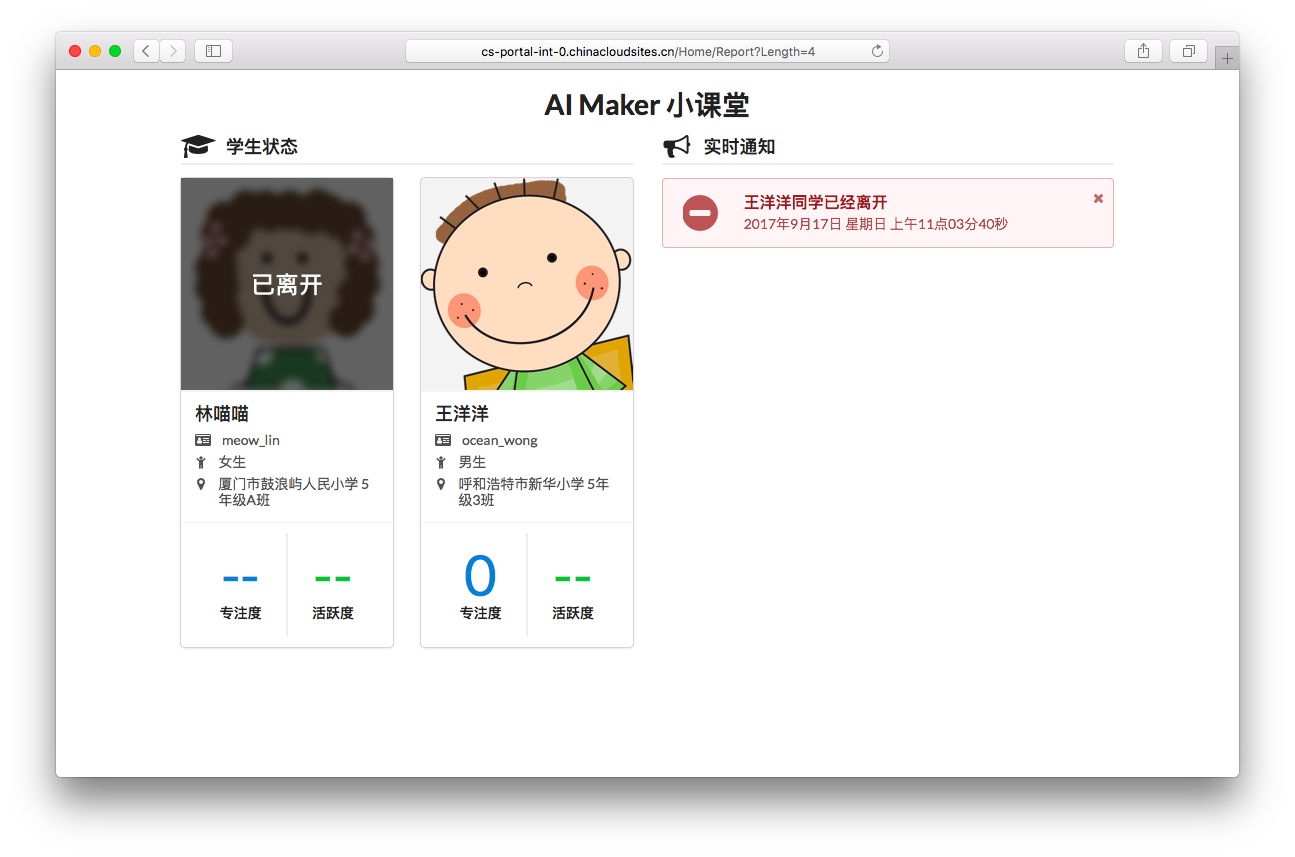 cs-portal-int-0.chinacloudsites.cn/Home/Report?Length=4
AI Maker 小课堂
学生状态
已离开
林喵喵
meow_lin
女生
厦门市鼓浪屿人民小学 5
年级A班
--
专注度
--
活跃度
王洋洋
ocean_wong
男生
呼和浩特市新华小学 5年
级3班
0
专注度
--
活跃度
实时通知
王洋洋同学已经离开
2017年9月17日 星期日 上午11点03分40秒